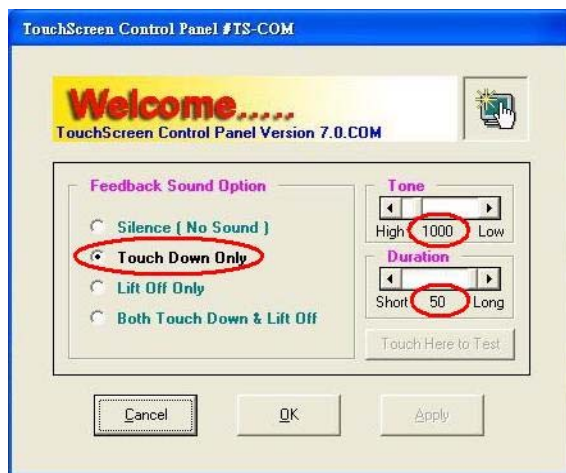 TouchScreen Control Panel #TS-COM
Welcome.....
TouchScreen Control Panel Version 7.0.COM
Feedback Sound Option
Silence ( No Sound )
Touch Down Only
Lift Off Only
Both Touch Down & Lift Off
Tone
High 1000 Low
Duration
Short 50 Long
Touch Here to Test
Cancel
OK
Apply